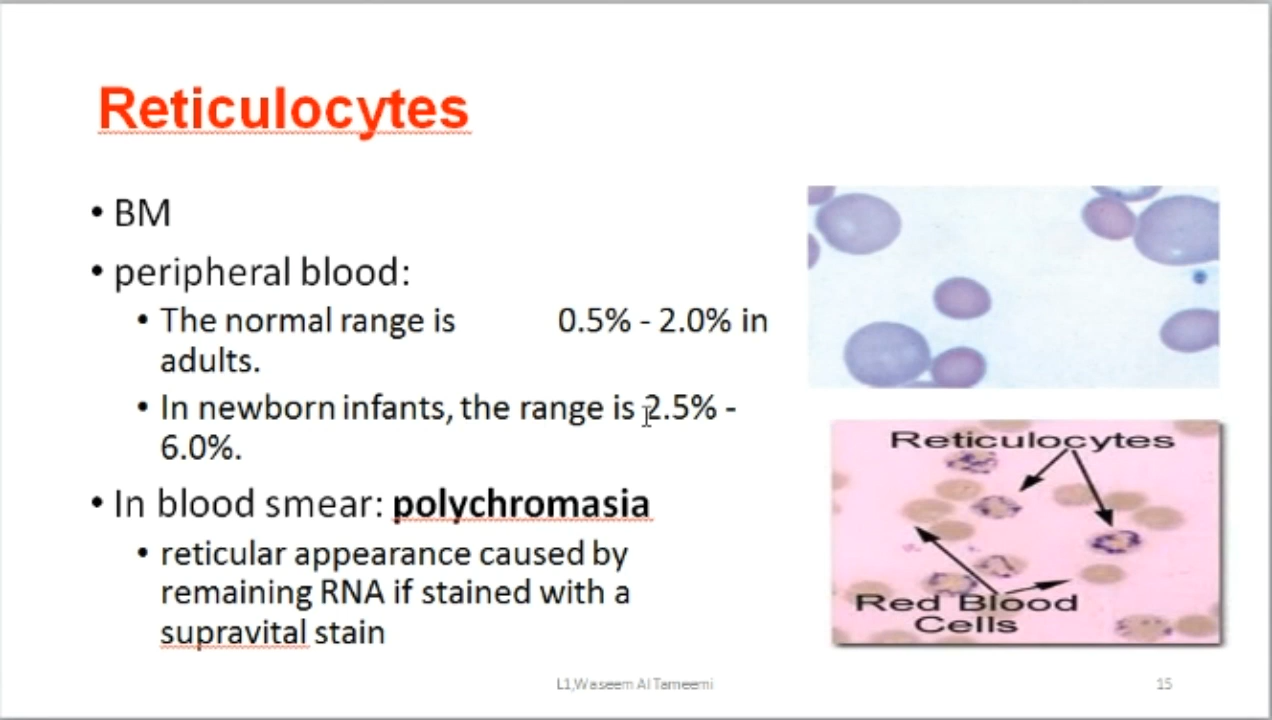 Reticulocytes
• BM
• peripheral blood:
• The normal range is 0.5% - 2.0% in
adults.
• In newborn infants, the range is 2.5% -
6.0%.
• In blood smear: polychromasia
• reticular appearance caused by
remaining RNA if stained with a
supravital stain
Reticulocytes
Red Blood
Cells
L1,Waseem Al Tameemi
15